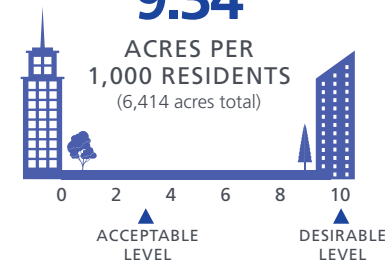 9.34
ACRES PER
1,000 RESIDENTS
(6,414 acres total)
0 2 4 6 8 10
ACCEPTABLE LEVEL
DESIRABLE LEVEL